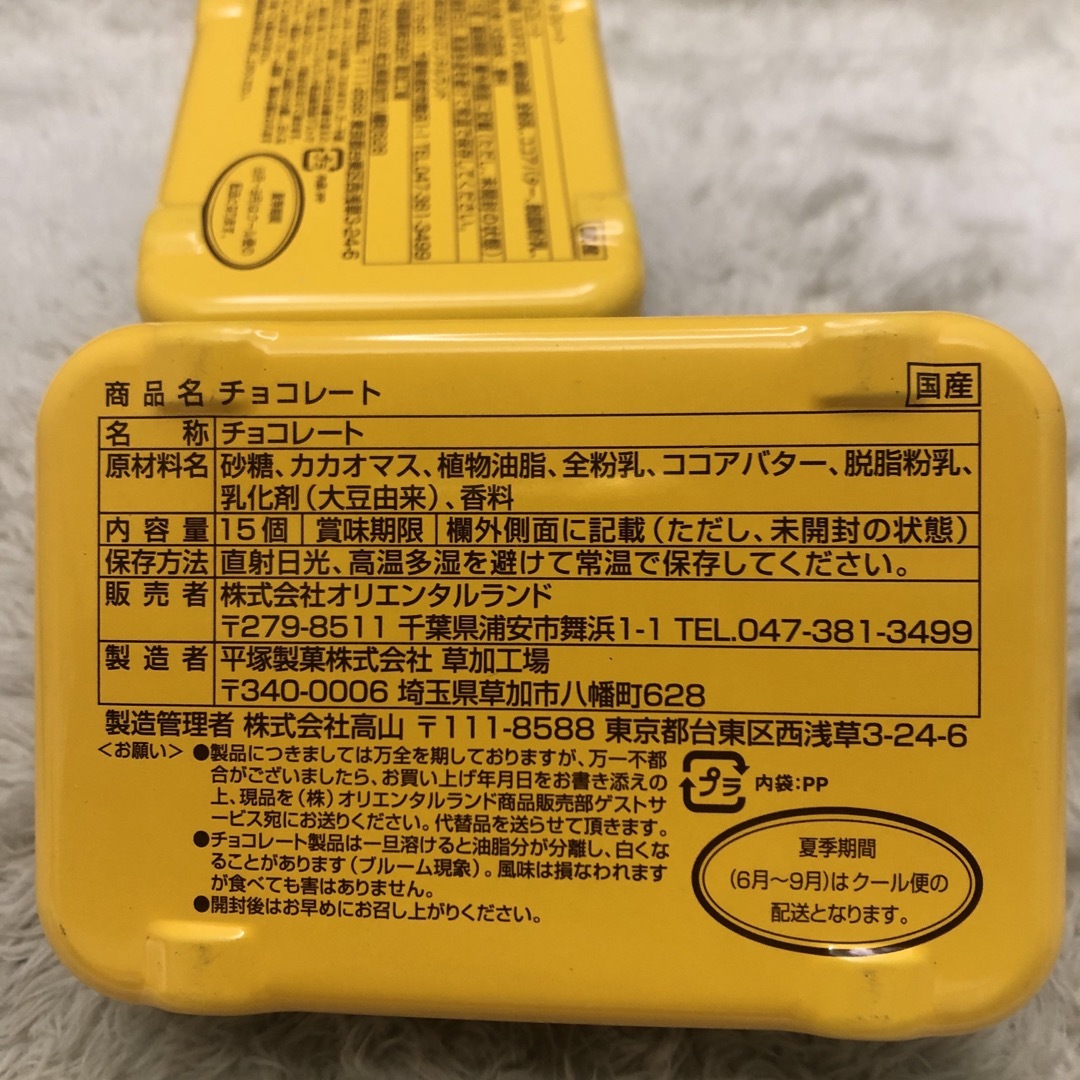 3-24-6
TEL.047-381-3499
商品名 チョコレート
国産
名称 チョコレート
原材料名 砂糖、カカオマス、植物油脂、全粉乳、ココアバター、脱脂粉乳、
乳化剤(大豆由来)、香料
内容量 15個 賞味期限 欄外側面に記載(ただし、未開封の状態)
保存方法 直射日光、高温多湿を避けて常温で保存してください。
販売者 株式会社オリエンタルランド
〒279-8511 千葉県浦安市舞浜1-1 TEL.047-381-3499
製造者 平塚製菓株式会社 草加工場
〒340-0006 埼玉県草加市八幡町628
製造管理者 株式会社高山 〒111-8588 東京都台東区西浅草3-24-6
<お願い> ●製品につきましては万全を期しておりますが、万一不都
合がございましたら、お買い上げ年月日をお書き添えの
上、現品を(株)オリエンタルランド商品販売部ゲストサ
ービス宛にお送りください。代替品を送らせて頂きます。
●チョコレート製品は一旦溶けると油脂分が分離し、白くな
ることがあります(ブルーム現象)。風味は損なわれます
が食べても害はありません。
●開封後はお早めにお召し上がりください。
プラ 内袋:PP
夏季期間
(6月〜9月)はクール便の
配送となります。